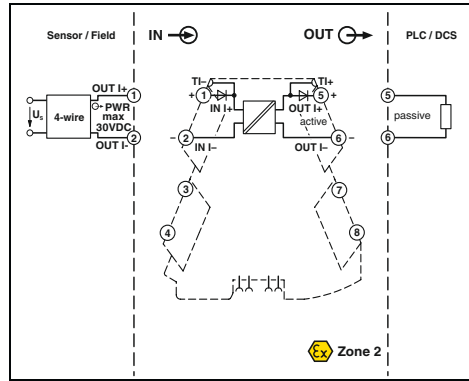 Sensor / Field
IN
OUT
PLC / DCS
OUT I+
1
TI–
TI+
+ 1
5 +
5
Us
4-wire
PWR
max
30VDC
IN I+
OUT I+
active
passive
2
OUT I-
– 2
IN I–
OUT I–
6 –
6
3
7
4
8
Ex Zone 2